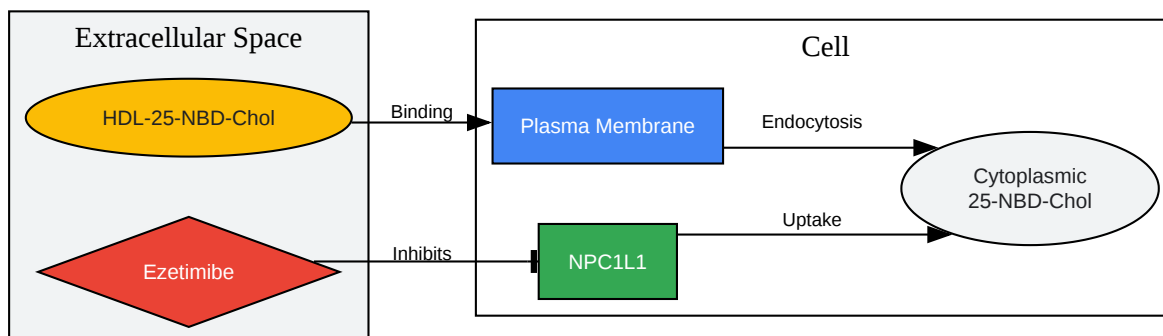 Extracellular Space
Cell
HDL-25-NBD-Chol
Binding
Plasma Membrane
Endocytosis
Cytoplasmic
25-NBD-Chol
Uptake
Ezetimibe
Inhibits
NPC1L1